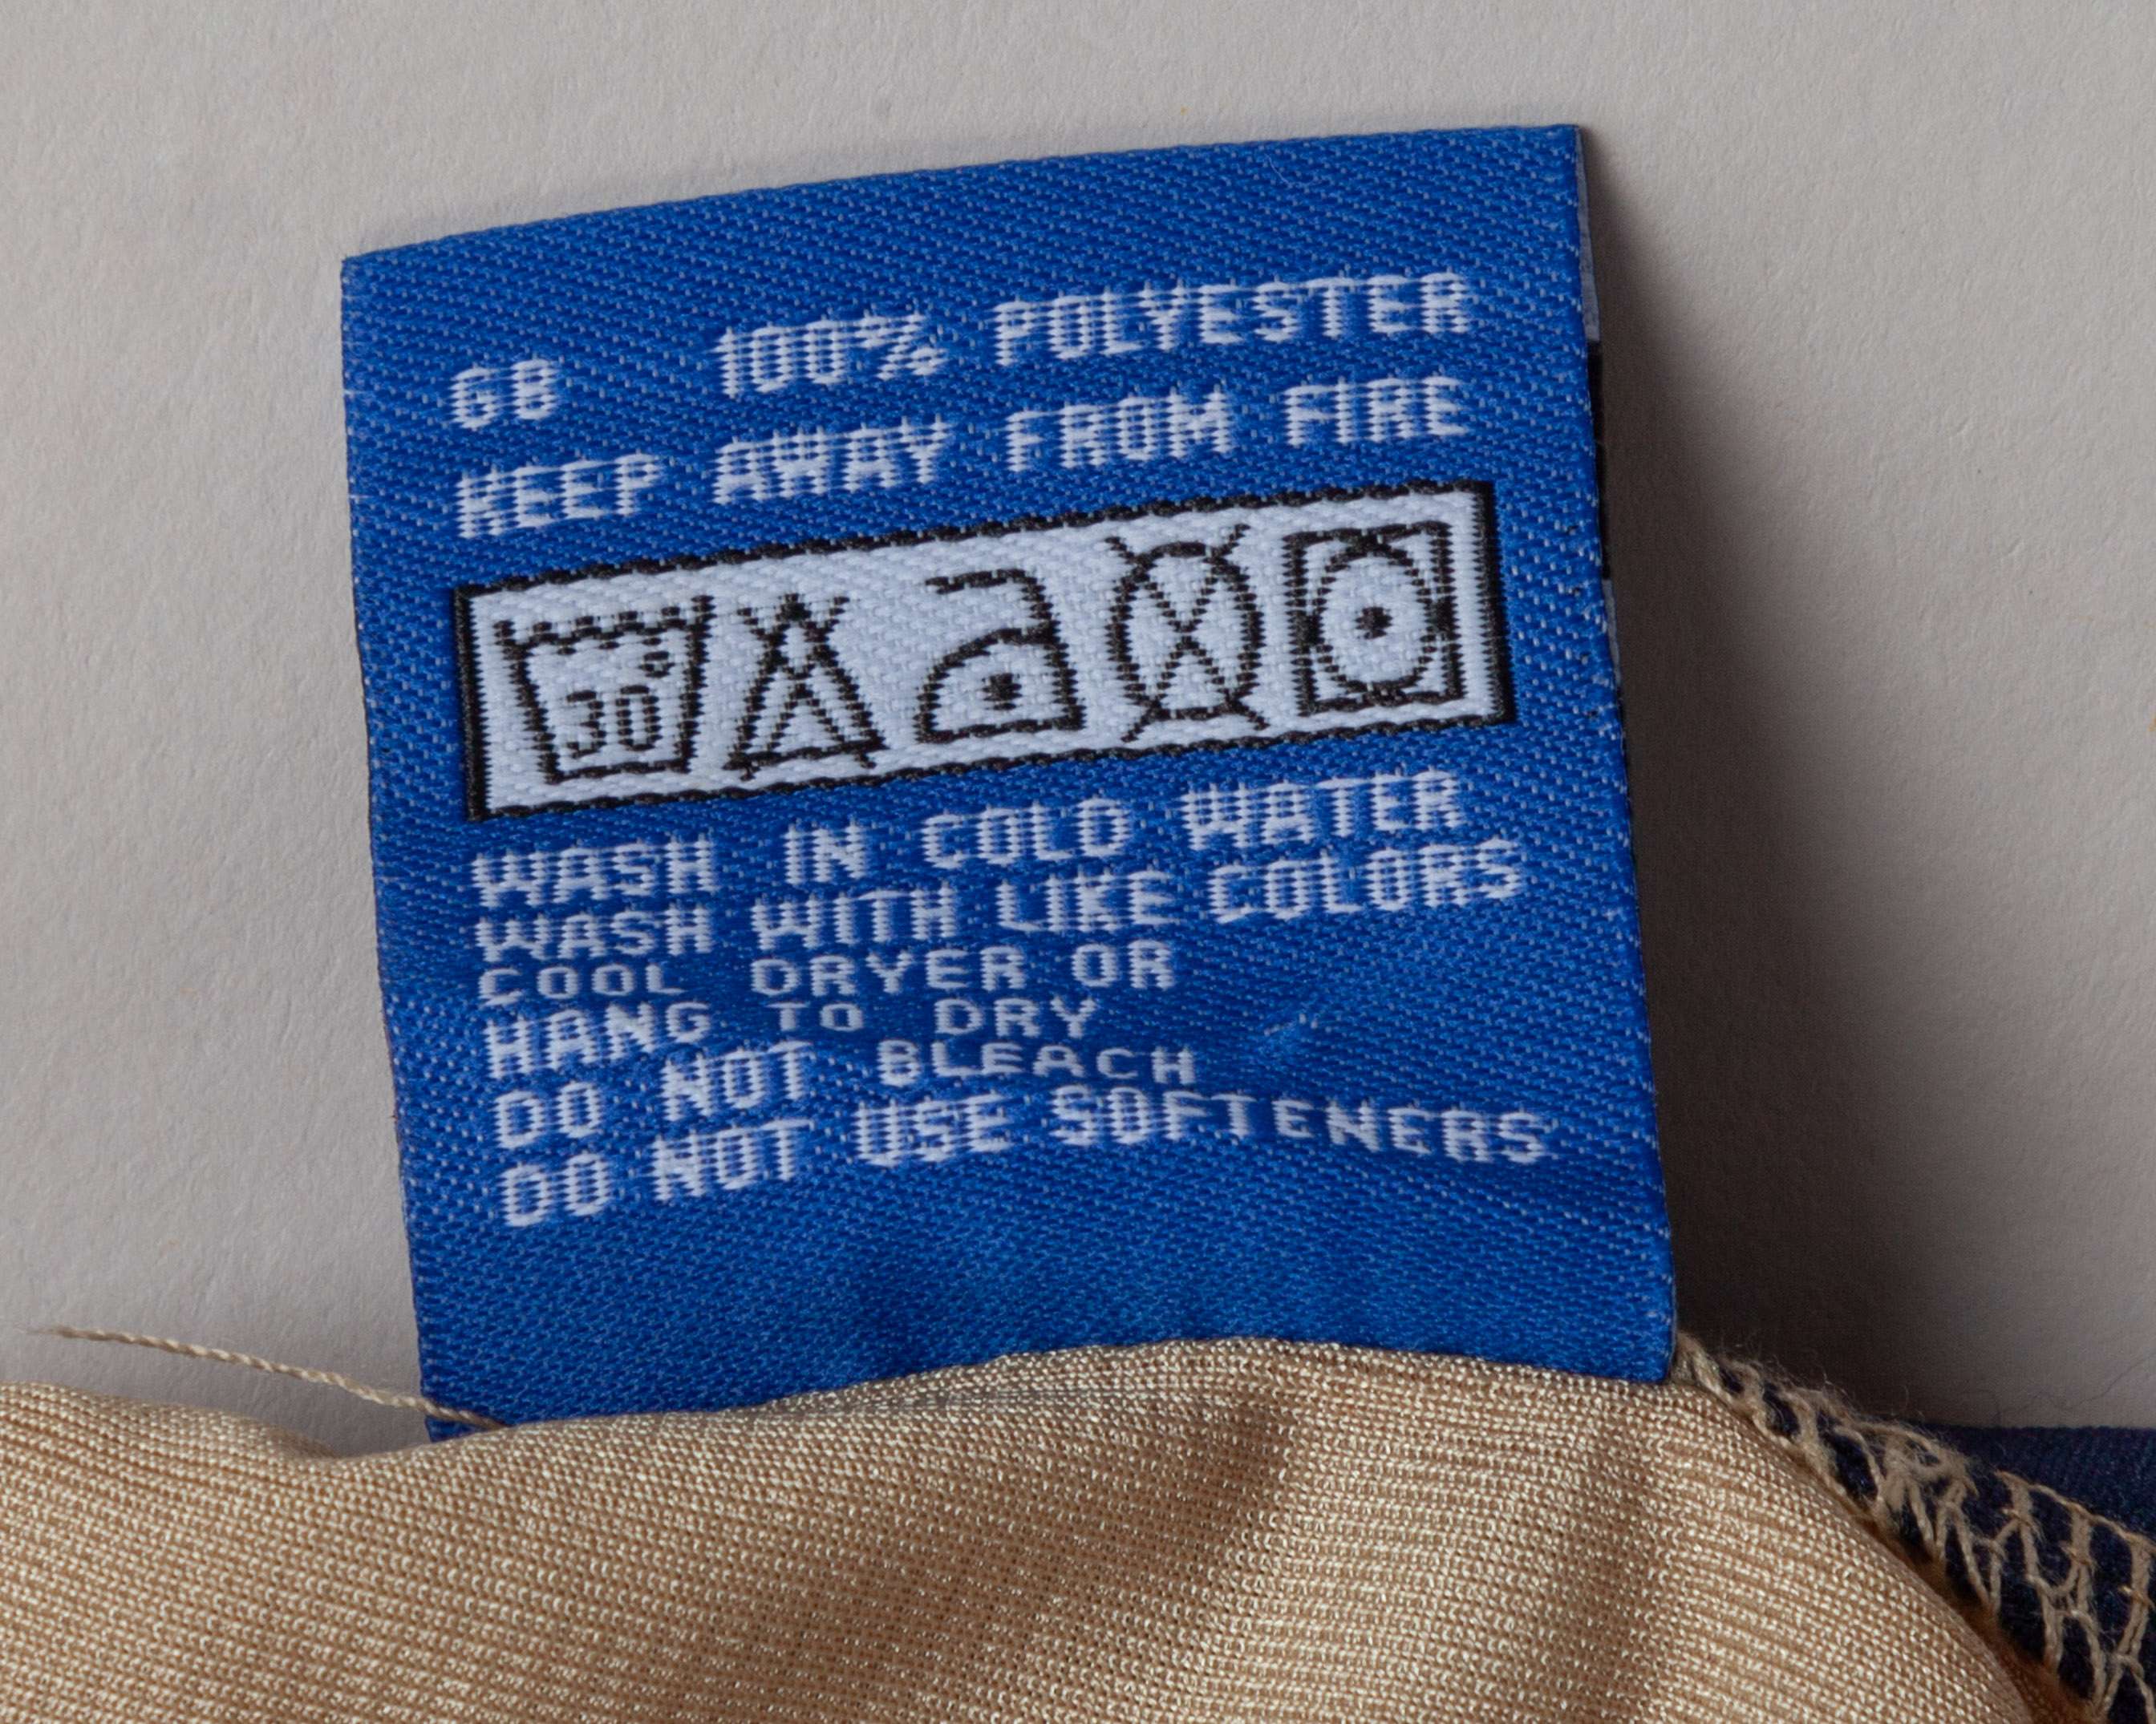 GB 100% POLYESTER
KEEP AWAY FROM FIRE
30°
WASH IN COLD WATER
WASH WITH LIKE COLORS
COOL DRYER OR
HANG TO DRY
DO NOT BLEACH
DO NOT USE SOFTENERS